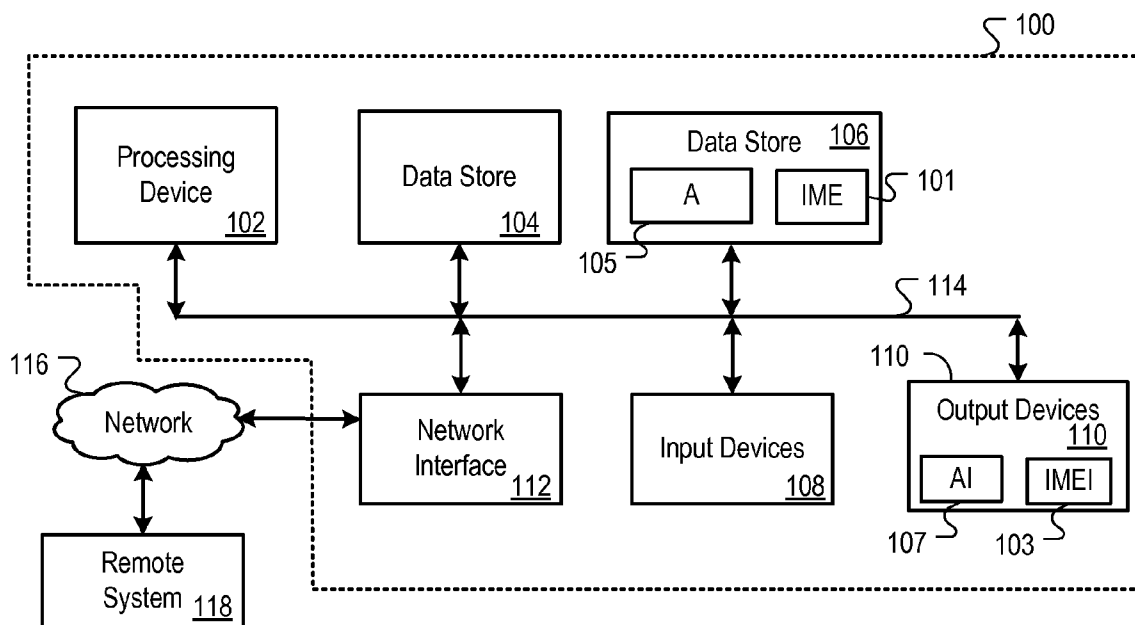 100
Processing
Device
102
Data Store
104
Data Store
106
A
IME
101
105
114
116
Network
Network
Interface
112
Input Devices
108
110
Output Devices
110
AI
IMEI
107
103
Remote
System
118